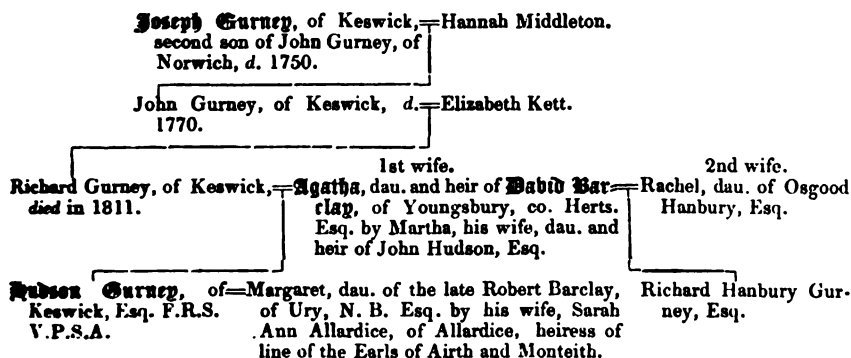 Joseph Gurney, of Keswick,=Hannah Middleton.
second son of John Gurney, of
Norwich, d. 1750.
John Gurney, of Keswick, d.=Elizabeth Kett.
1770.
1st wife. 2nd wife.
Richard Gurney, of Keswick,=Agatha, dau. and heir of David Bar-=Rachel, dau. of Osgood
died in 1811. clay, of Youngsbury, co. Herts. Hanbury, Esq.
Esq. by Martha, his wife, dau. and
heir of John Hudson, Esq.
Hudson Gurney, of=Margaret, dau. of the late Robert Barclay, Richard Hanbury Gur-
Keswick, Esq. F.R.S. of Ury, N. B. Esq. by his wife, Sarah ney, Esq.
V.P.S.A. Ann Allardice, of Allardice, heiress of
line of the Earls of Airth and Monteith.